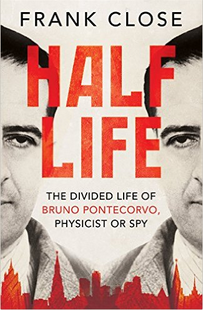 FRANK CLOSE
HALF
LIFE
THE DIVIDED LIFE OF
BRUNO PONTECORVO,
PHYSICIST OR SPY